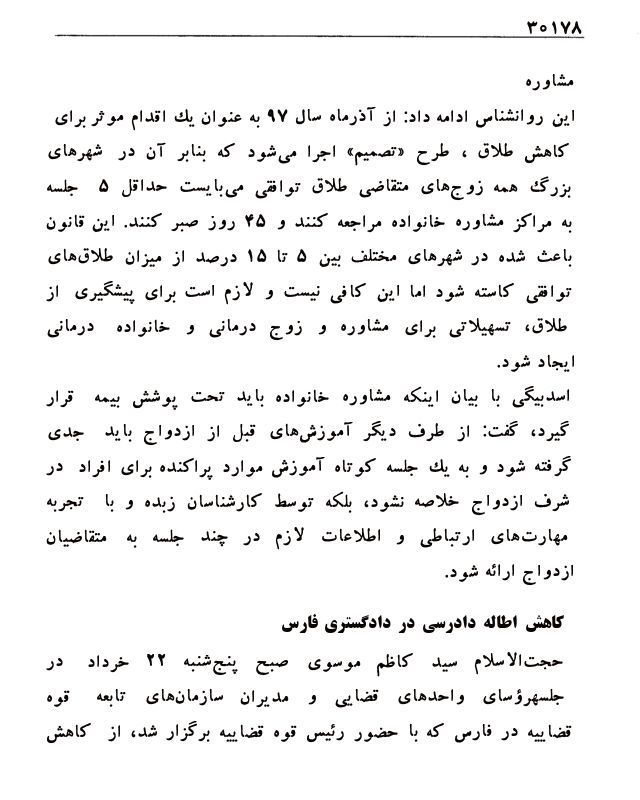 ۳۰۱۷۸
مشاوره
این روانشناس ادامه داد: از آذرماه سال ۹۷ به عنوان یك اقدام موثر برای
کاهش طلاق ، طرح «تصمیم» اجرا می‌شود که بنابر آن در شهرهای
بزرگ همه زوج‌های متقاضی طلاق توافقی می‌بایست حداقل ۵ جلسه
به مراکز مشاوره خانواده مراجعه کنند و ۴۵ روز صبر کنند. این قانون
باعث شده در شهرهای مختلف بین ۵ تا ۱۵ درصد از میزان طلاق‌های
توافقی کاسته شود اما این کافی نیست و لازم است برای پیشگیری از
طلاق، تسهیلاتی برای مشاوره و زوج درمانی و خانواده درمانی
ایجاد شود.
اسدبیگی با بیان اینکه مشاوره خانواده باید تحت پوشش بیمه قرار
گیرد، گفت: از طرف دیگر آموزش‌های قبل از ازدواج باید جدی
گرفته شود و به یك جلسه کوتاه آموزش موارد پراکنده برای افراد در
شرف ازدواج خلاصه نشود، بلکه توسط کارشناسان زبده و با تجربه
مهارت‌های ارتباطی و اطلاعات لازم در چند جلسه به متقاضیان
ازدواج ارائه شود.
کاهش اطاله دادرسی در دادگستری فارس
حجت‌الاسلام سید کاظم موسوی صبح پنج‌شنبه ۲۲ خرداد در
جلسهرؤسای واحدهای قضایی و مدیران سازمان‌های تابعه قوه
قضاییه در فارس که با حضور رئیس قوه قضاییه برگزار شد، از کاهش